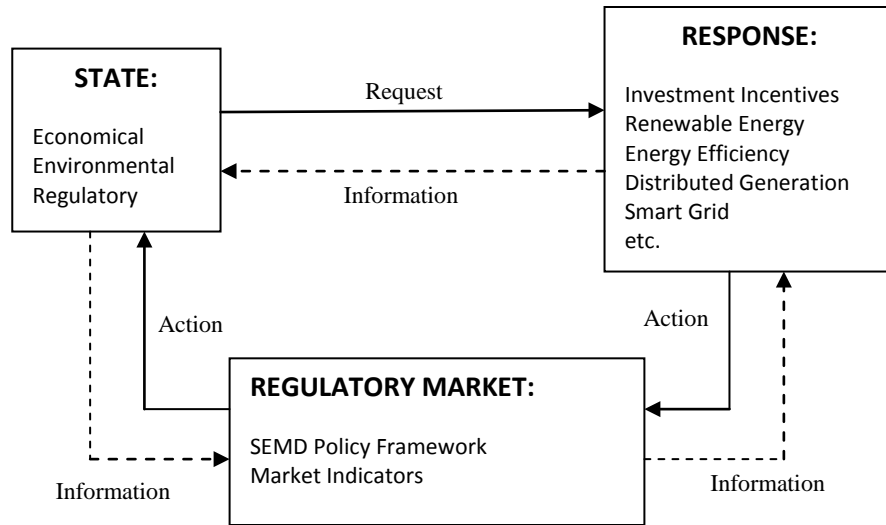 STATE:
Economical
Environmental
Regulatory
Request
Information
RESPONSE:
Investment Incentives
Renewable Energy
Energy Efficiency
Distributed Generation
Smart Grid
etc.
Action
Action
REGULATORY MARKET:
SEMD Policy Framework
Market Indicators
Information
Information